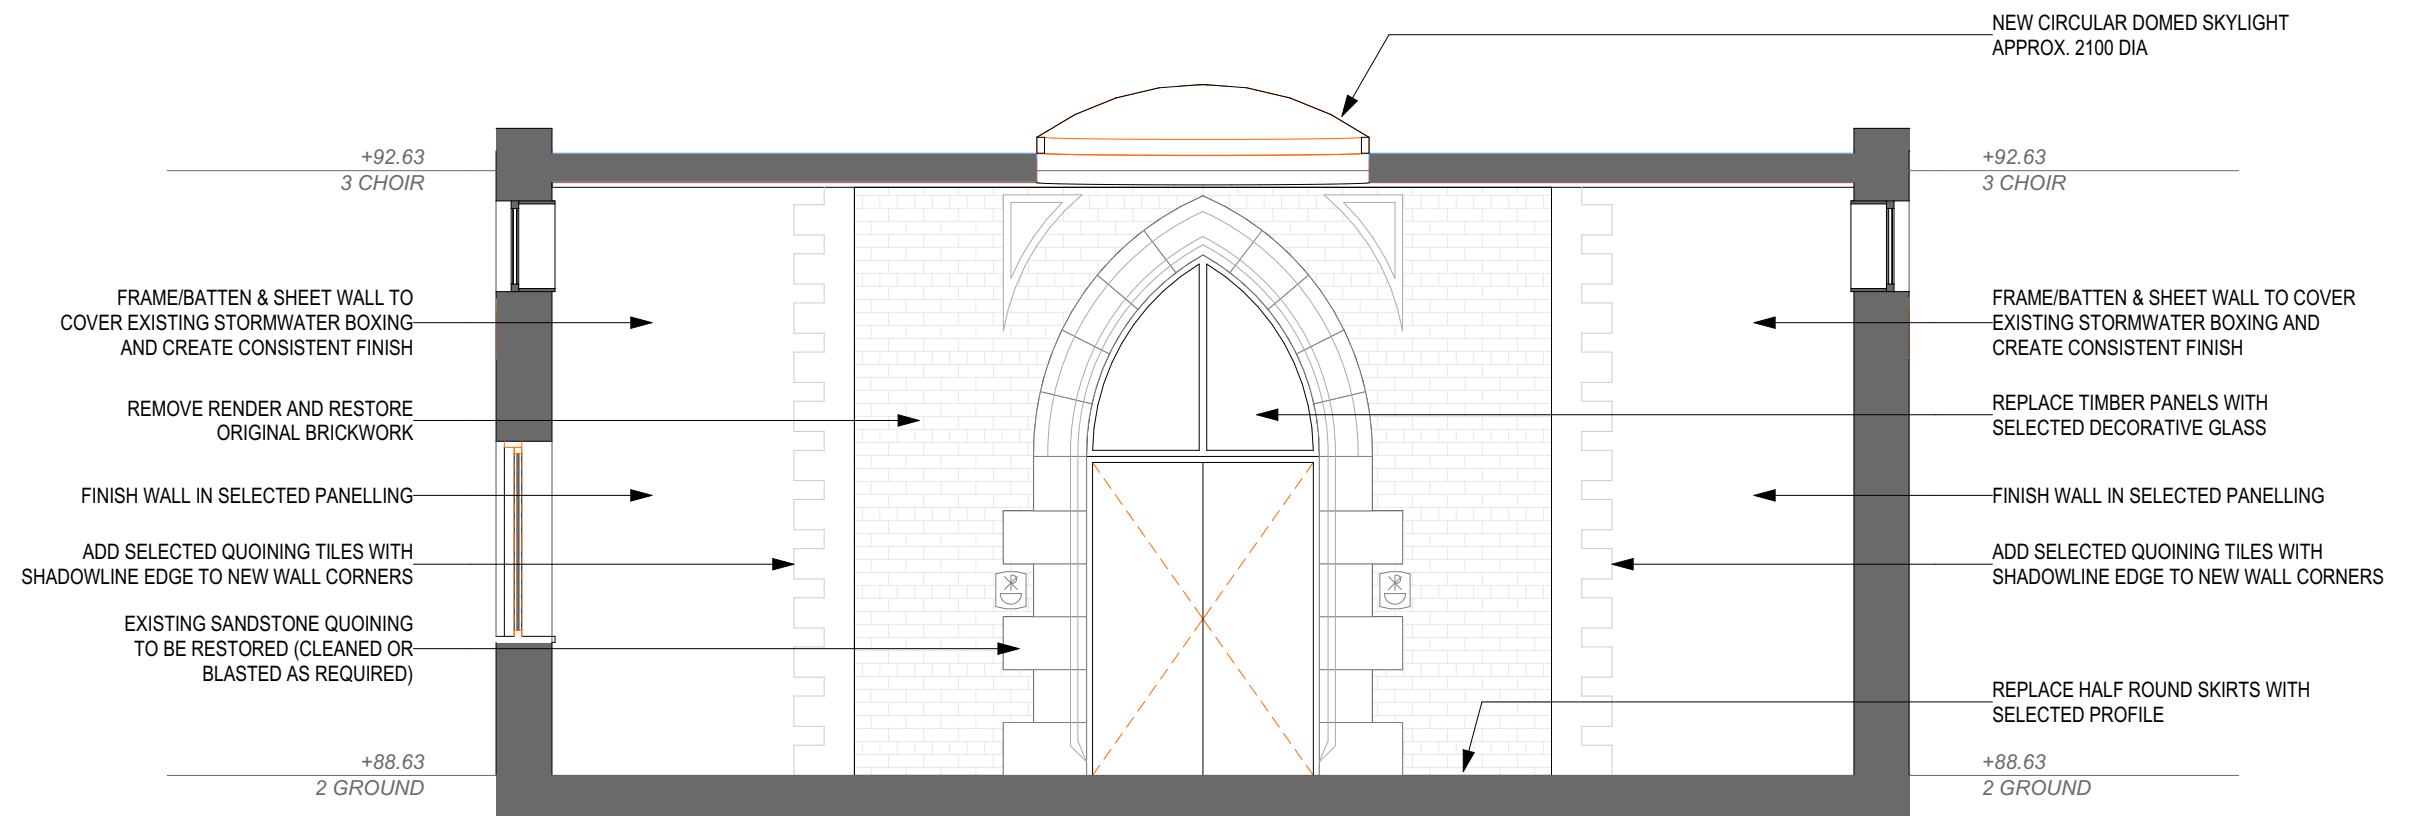 NEW CIRCULAR DOMED SKYLIGHT
APPROX. 2100 DIA
+92.63
3 CHOIR
+92.63
3 CHOIR
FRAME/BATTEN & SHEET WALL TO
COVER EXISTING STORMWATER BOXING
AND CREATE CONSISTENT FINISH
REMOVE RENDER AND RESTORE
ORIGINAL BRICKWORK
FINISH WALL IN SELECTED PANELLING
ADD SELECTED QUOINING TILES WITH
SHADOWLINE EDGE TO NEW WALL CORNERS
EXISTING SANDSTONE QUOINING
TO BE RESTORED (CLEANED OR
BLASTED AS REQUIRED)
+88.63
2 GROUND
FRAME/BATTEN & SHEET WALL TO COVER
EXISTING STORMWATER BOXING AND
CREATE CONSISTENT FINISH
REPLACE TIMBER PANELS WITH
SELECTED DECORATIVE GLASS
FINISH WALL IN SELECTED PANELLING
ADD SELECTED QUOINING TILES WITH
SHADOWLINE EDGE TO NEW WALL CORNERS
REPLACE HALF ROUND SKIRTS WITH
SELECTED PROFILE
+88.63
2 GROUND